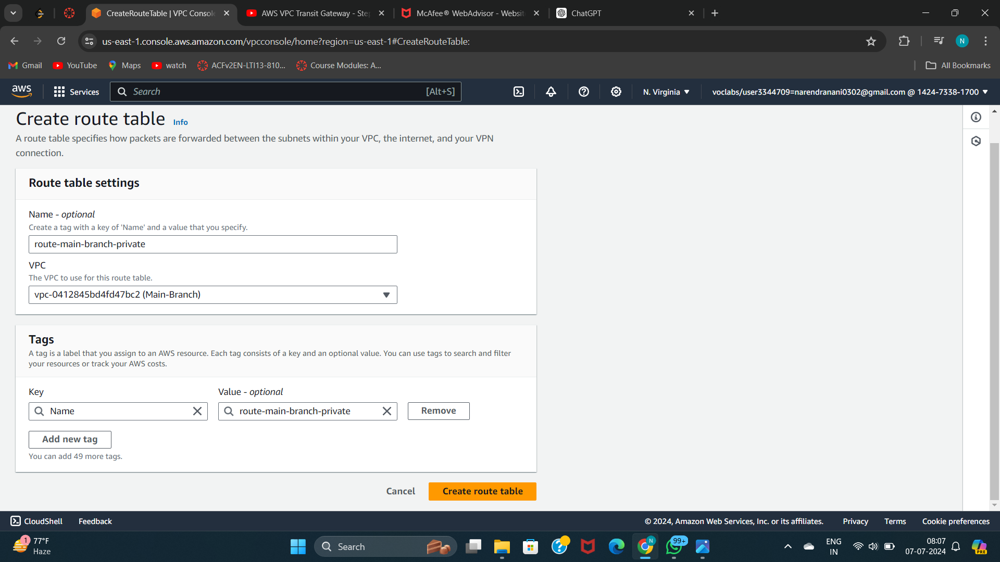 CreateRouteTable | VPC Consol
AWS VPC Transit Gateway - Ste
McAfee® WebAdvisor - Websit
ChatGPT
us-east-1.console.aws.amazon.com/vpcconsole/home?region=us-east-1#CreateRouteTable:
N
Gmail
YouTube
Maps
watch
ACFv2EN-LTI13-810...
Course Modules: A...
All Bookmarks
aws
Services
Search
[Alt+S]
N. Virginia
voclabs/user3344709=narendranani0302@gmail.com @ 1424-7338-1700
Create route table Info
A route table specifies how packets are forwarded between the subnets within your VPC, the internet, and your VPN
connection.
Route table settings
Name - optional
Create a tag with a key of 'Name' and a value that you specify.
route-main-branch-private
VPC
The VPC to use for this route table.
vpc-0412845bd4fd47bc2 (Main-Branch)
Tags
A tag is a label that you assign to an AWS resource. Each tag consists of a key and an optional value. You can use tags to search and filter
your resources or track your AWS costs.
Key
Value - optional
Name
route-main-branch-private
Remove
Add new tag
You can add 49 more tags.
Cancel
Create route table
CloudShell
Feedback
© 2024, Amazon Web Services, Inc. or its affiliates.
Privacy
Terms
Cookie preferences
1
77°F
Haze
Search
N
99+
ENG
IN
08:07
07-07-2024
PRE